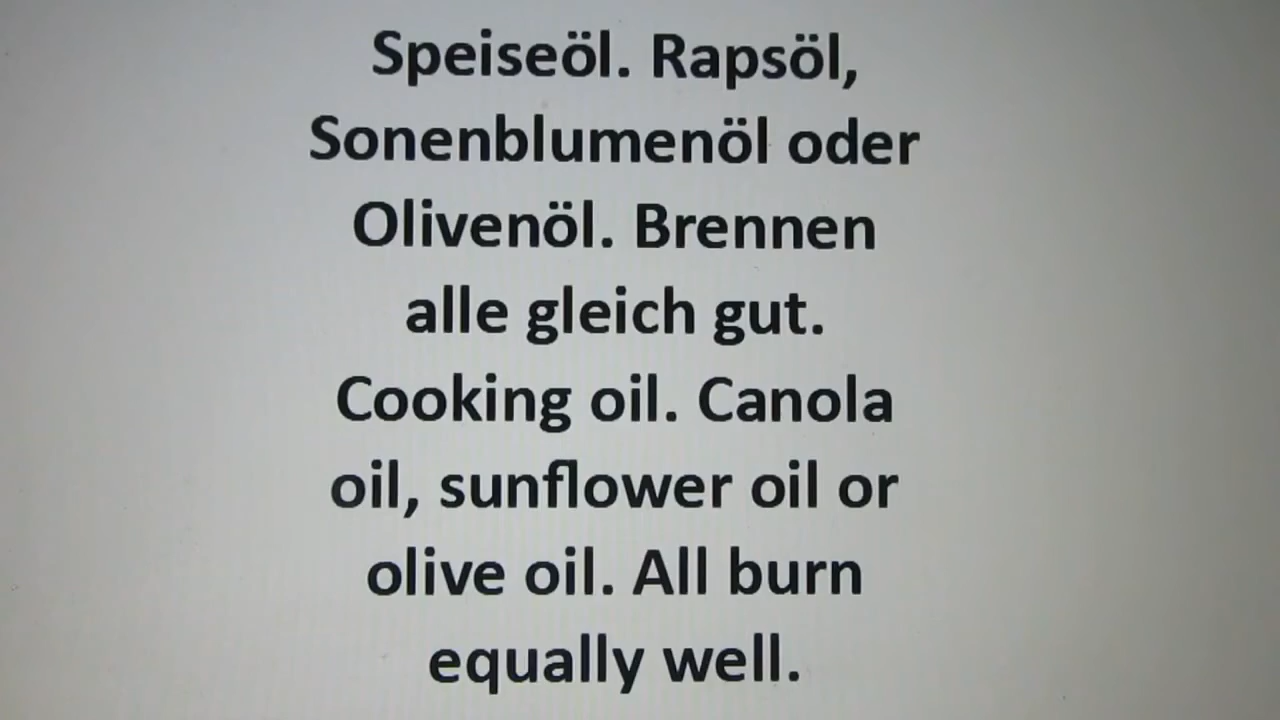 Speiseöl. Rapsöl,
Sonenblumenöl oder
Olivenöl. Brennen
alle gleich gut.
Cooking oil. Canola
oil, sunflower oil or
olive oil. All burn
equally well.